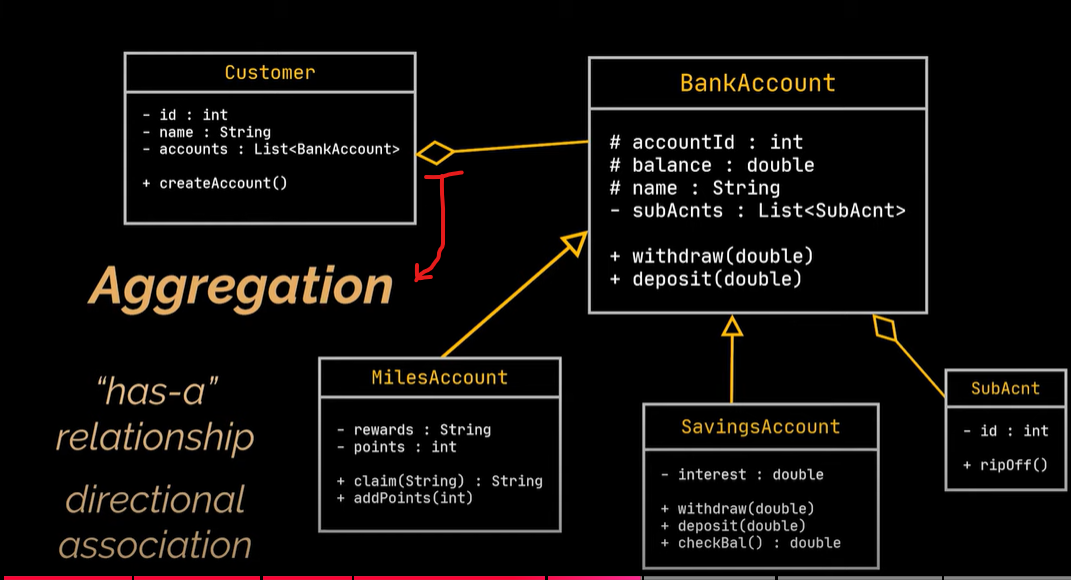 Customer
- id : int
- name : String
- accounts : List<BankAccount>
+ createAccount()
BankAccount
# accountId : int
# balance : double
# name : String
- subAcnts : List<SubAcnt>
+ withdraw(double)
+ deposit(double)
Aggregation
“has-a”
relationship
directional
association
MilesAccount
- rewards : String
- points : int
+ claim(String) : String
+ addPoints(int)
SavingsAccount
- interest : double
+ withdraw(double)
+ deposit(double)
+ checkBal() : double
SubAcnt
- id : int
+ ripOff()